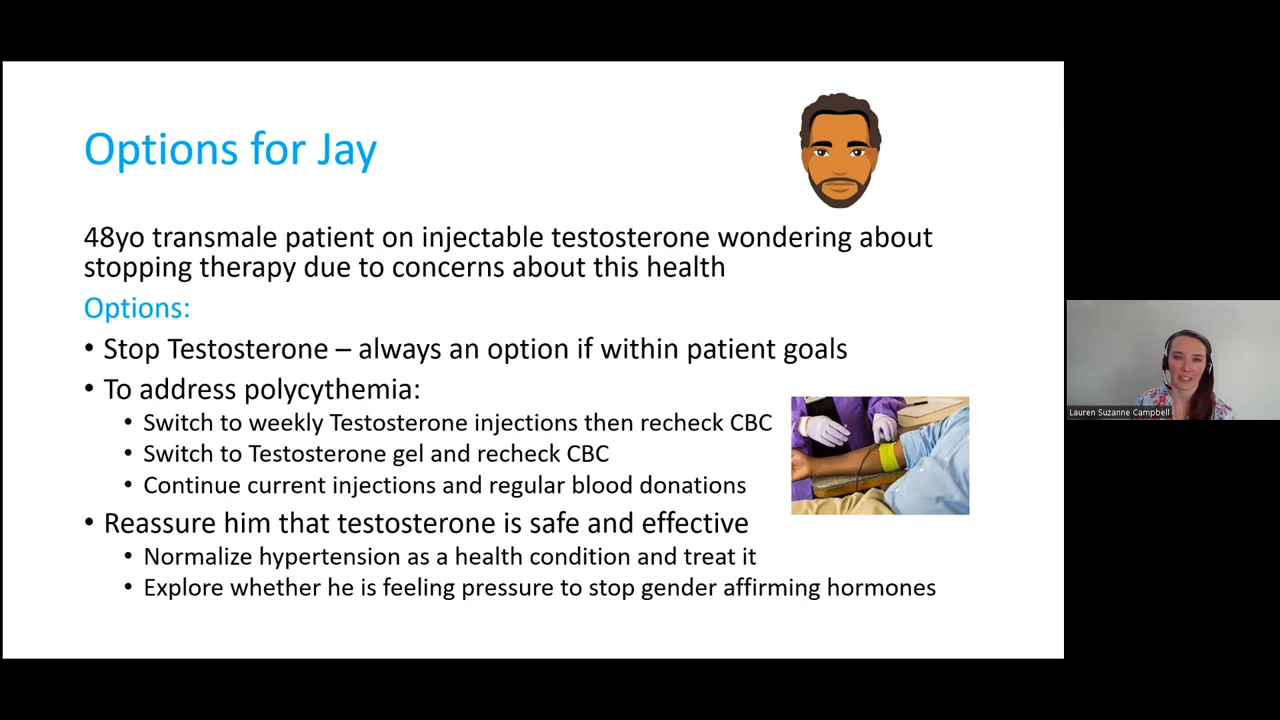 Options for Jay
48yo transmale patient on injectable testosterone wondering about
stopping therapy due to concerns about this health
Options:
• Stop Testosterone – always an option if within patient goals
• To address polycythemia:
• Switch to weekly Testosterone injections then recheck CBC
• Switch to Testosterone gel and recheck CBC
• Continue current injections and regular blood donations
• Reassure him that testosterone is safe and effective
• Normalize hypertension as a health condition and treat it
• Explore whether he is feeling pressure to stop gender affirming hormones
Lauren Suzanne Campbell